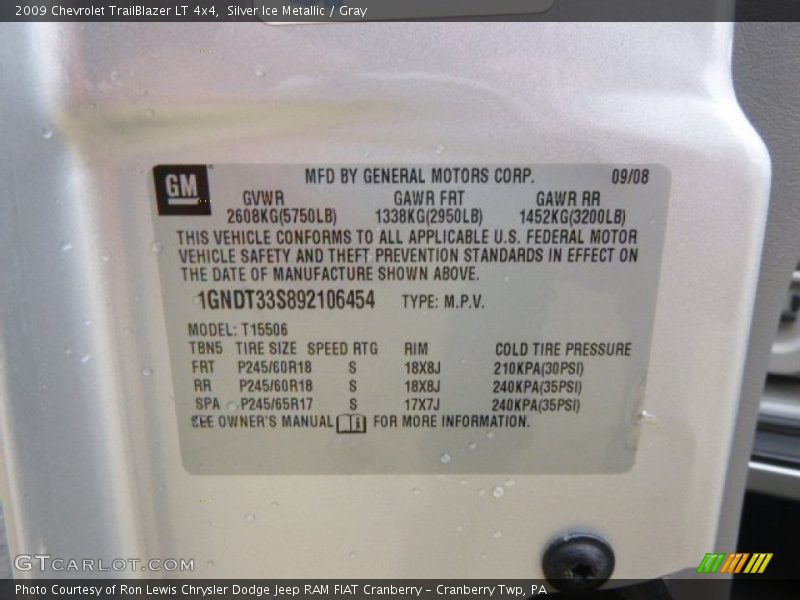 2009 Chevrolet TrailBlazer LT 4x4,  Silver Ice Metallic / Gray
GM
MFD BY GENERAL MOTORS CORP. 09/08
GVWR GAWR FRT GAWR RR
2608KG(5750LB) 1338KG(2950LB) 1452KG(3200LB)
THIS VEHICLE CONFORMS TO ALL APPLICABLE U.S. FEDERAL MOTOR
VEHICLE SAFETY AND THEFT PREVENTION STANDARDS IN EFFECT ON
THE DATE OF MANUFACTURE SHOWN ABOVE.
1GNDT33S892106454 TYPE: M.P.V.
MODEL: T15506
TBN5 TIRE SIZE SPEED RTG RIM COLD TIRE PRESSURE
FRT P245/60R18 S 18X8J 210KPA(30PSI)
RR P245/60R18 S 18X8J 240KPA(35PSI)
SPA P245/65R17 S 17X7J 240KPA(35PSI)
SEE OWNER'S MANUAL FOR MORE INFORMATION.
GTCARLOT.COM
Photo Courtesy of Ron Lewis Chrysler Dodge Jeep RAM FIAT Cranberry – Cranberry Twp, PA